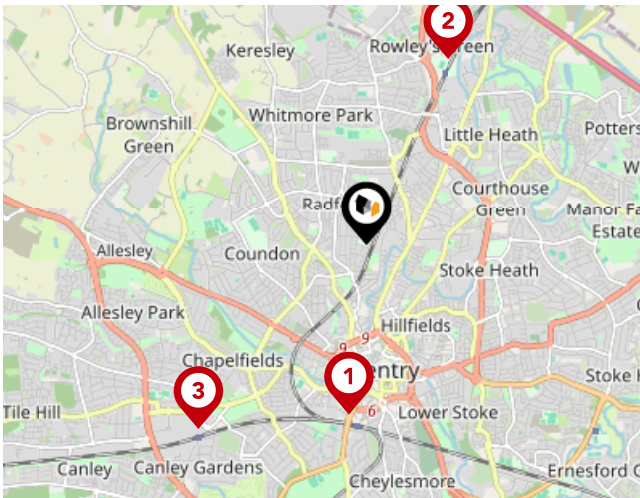 2
Rowley's Green
Keresley
Whitmore Park
Brownshill
Green
Little Heath
Potters
Courthouse
Green
Radf
Manor Fa
Estate
Allesley
Coundon
Stoke Heath
Allesley Park
Hillfields
9
9
Chapelfields
1
entry
Stoke H
3
6
Tile Hill
Lower Stoke
Canley
Canley Gardens
Cheylesmore
Ernesford G